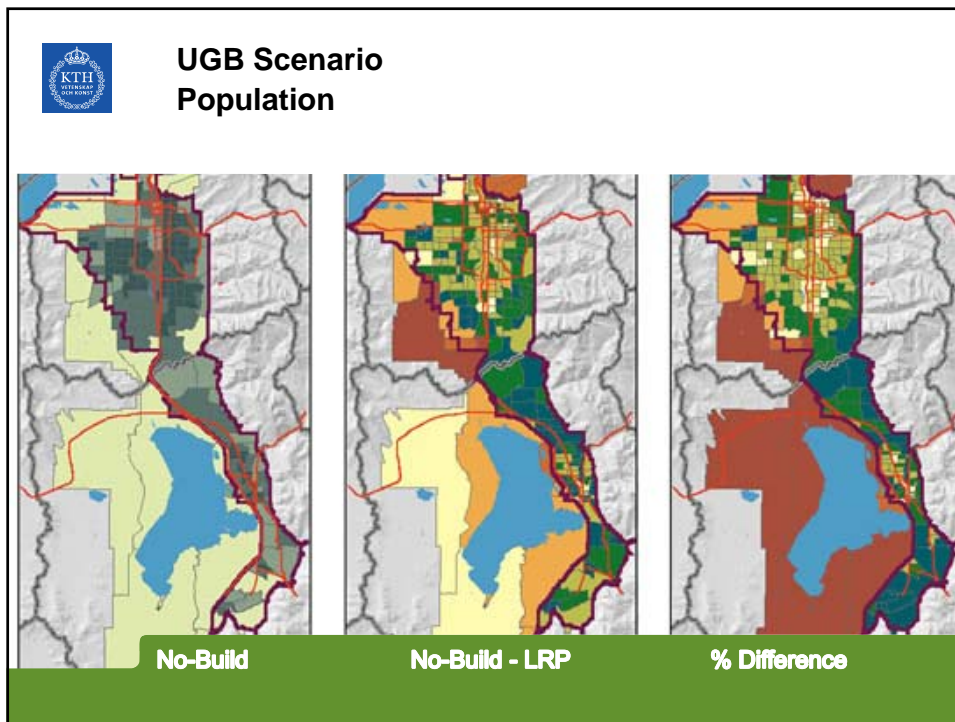 KTH
VETENSKAP
OCH KONST
UGB Scenario
Population
No-Build
No-Build - LRP
% Difference